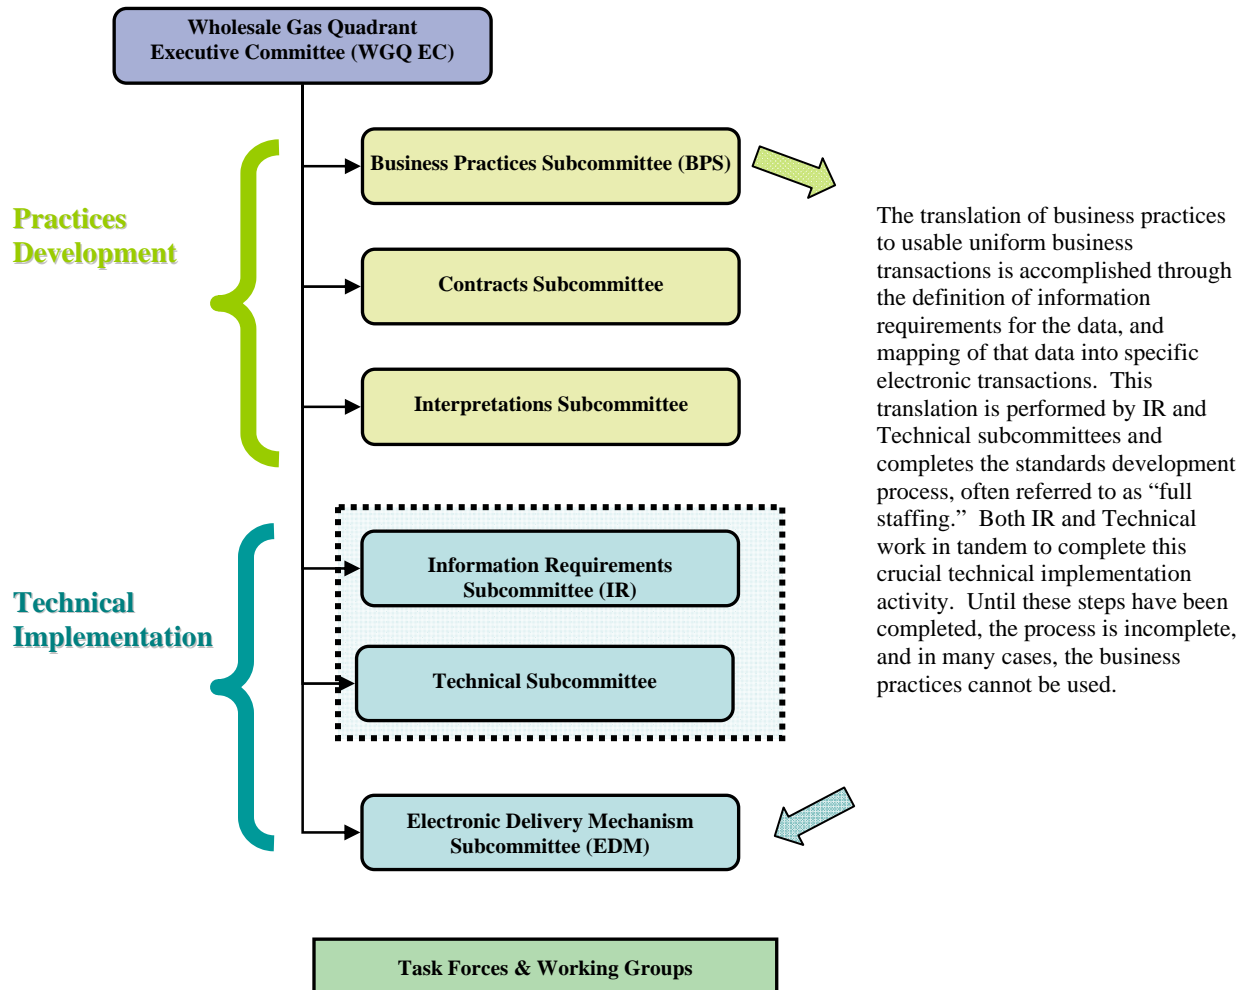 Wholesale Gas Quadrant
Executive Committee (WGQ EC)
Practices
Development
Business Practices Subcommittee (BPS)
Contracts Subcommittee
Interpretations Subcommittee
Technical
Implementation
Information Requirements
Subcommittee (IR)
Technical Subcommittee
Electronic Delivery Mechanism
Subcommittee (EDM)
The translation of business practices
to usable uniform business
transactions is accomplished through
the definition of information
requirements for the data, and
mapping of that data into specific
electronic transactions.  This
translation is performed by IR and
Technical subcommittees and
completes the standards development
process, often referred to as “full
staffing.”  Both IR and Technical
work in tandem to complete this
crucial technical implementation
activity.  Until these steps have been
completed, the process is incomplete,
and in many cases, the business
practices cannot be used.
Task Forces & Working Groups